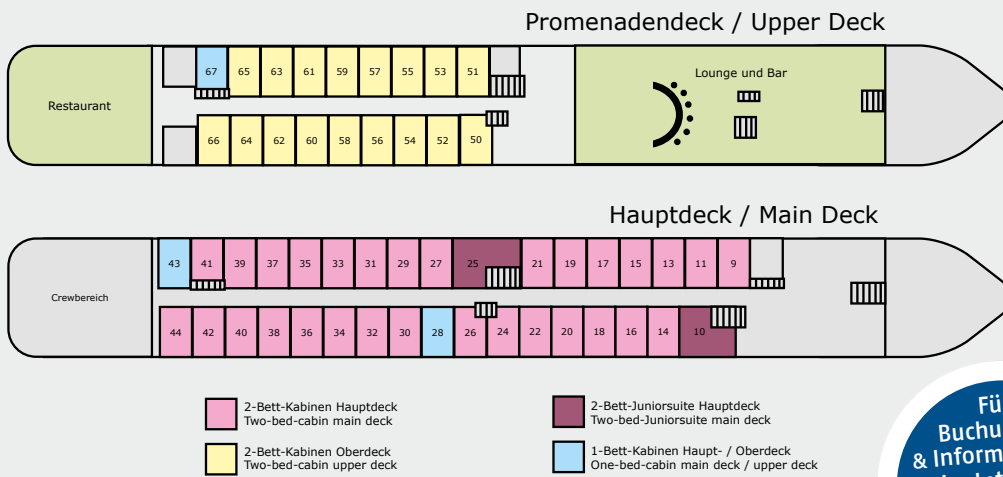 Promenadendeck / Upper Deck
Restaurant
67 65 63 61 59 57 55 53 51
66 64 62 60 58 56 54 52 50
Lounge und Bar
Hauptdeck / Main Deck
Crewbereich
43 41 39 37 35 33 31 29 27 25 21 19 17 15 13 11 9
44 42 40 38 36 34 32 30 28 26 24 22 20 18 16 14 10
2-Bett-Kabinen Hauptdeck
Two-bed-cabin main deck
2-Bett-Kabinen Oberdeck
Two-bed-cabin upper deck
2-Bett-Juniorsuite Hauptdeck
Two-bed-Juniorsuite main deck
1-Bett-Kabinen Haupt- / Oberdeck
One-bed-cabin main deck / upper deck
Fü
Buchu
& Inform